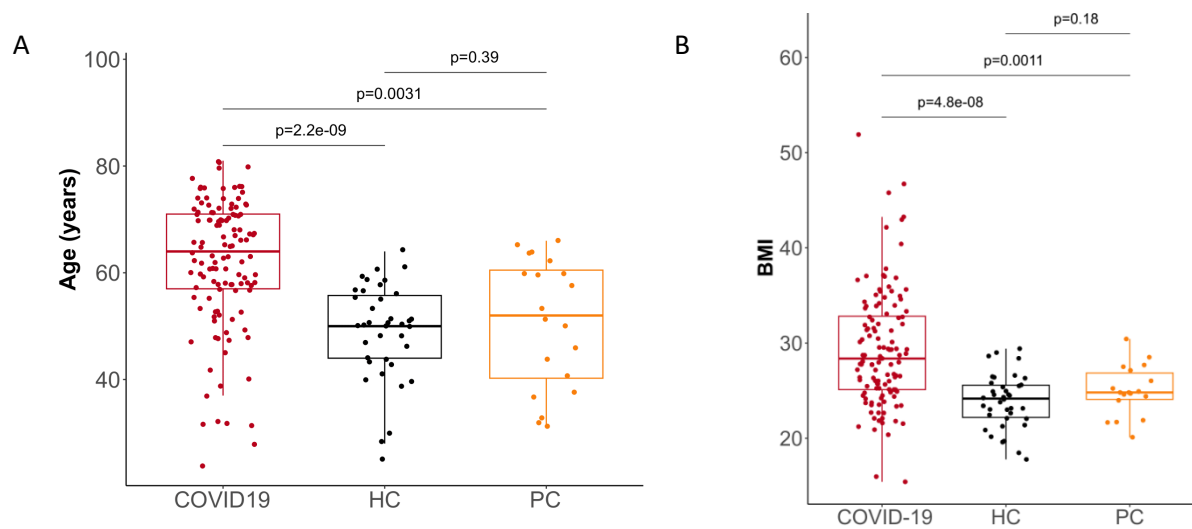 A
Age (years)
100
80
60
40
p=0.39
p=0.0031
p=2.2e-09
COVID19 HC PC
B
BMI
60
50
40
30
20
p=0.18
p=0.0011
p=4.8e-08
COVID-19 HC PC